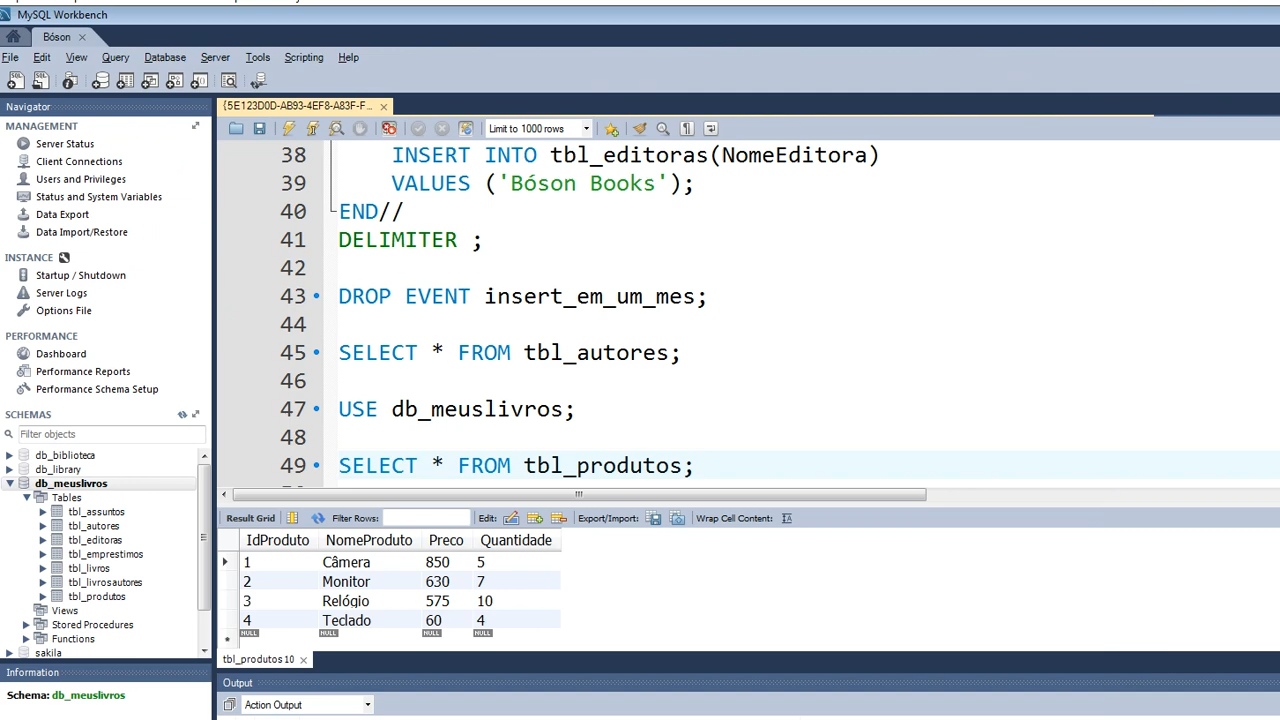 MySQL Workbench
Bóson
File Edit View Query Database Server Tools Scripting Help
Navigator
MANAGEMENT
Server Status
Client Connections
Users and Privileges
Status and System Variables
Data Export
Data Import/Restore
INSTANCE
Startup / Shutdown
Server Logs
Options File
PERFORMANCE
Dashboard
Performance Reports
Performance Schema Setup
SCHEMAS
Filter objects
db_biblioteca
db_library
db_meuslivros
Tables
tbl_assuntos
tbl_autores
tbl_editoras
tbl_emprestimos
tbl_livros
tbl_livrosautores
tbl_produtos
Views
Stored Procedures
Functions
sakila
Information
Schema: db_meuslivros
{5E123D0D-AB93-4EF8-A83F-F...
Limit to 1000 rows
38 INSERT INTO tbl_editoras(NomeEditora)
39 VALUES ('Bóson Books');
40 END//
41 DELIMITER ;
42
43 DROP EVENT insert_em_um_mes;
44
45 SELECT * FROM tbl_autores;
46
47 USE db_meuslivros;
48
49 SELECT * FROM tbl_produtos;
Result Grid Filter Rows: Edit: Export/Import: Wrap Cell Content:
IdProduto NomeProduto Preco Quantidade
1 Câmera 850 5
2 Monitor 630 7
3 Relógio 575 10
4 Teclado 60 4
NULL NULL NULL NULL
tbl_produtos 10
Output
Action Output